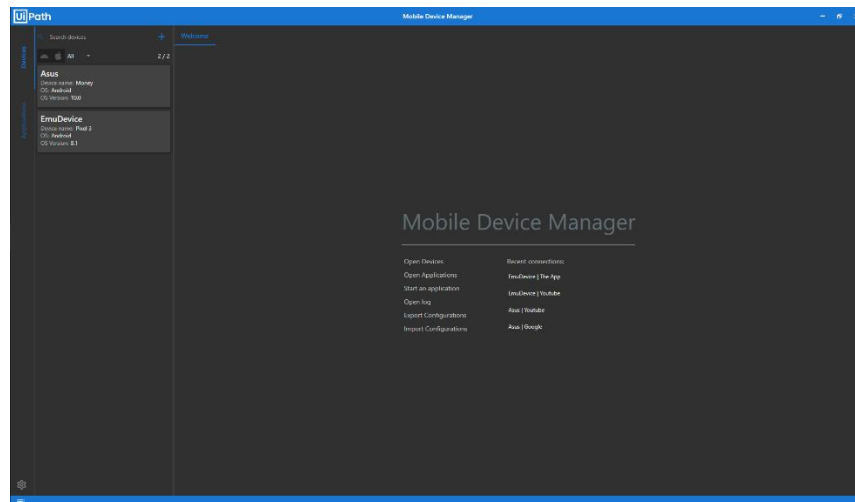 UiPath
Mobile Device Manager
Devices
Applications
Search devices
All
2 / 2
Asus
Device name: Money
OS: Android
OS Version: 10.0
EmuDevice
Device name: Pixel 3
OS: Android
OS Version: 8.1
Welcome
Mobile Device Manager
Open Devices
Open Applications
Start an application
Open log
Export Configurations
Import Configurations
Recent connections:
EmuDevice | The App
EmuDevice | Youtube
Asus | Youtube
Asus | Google